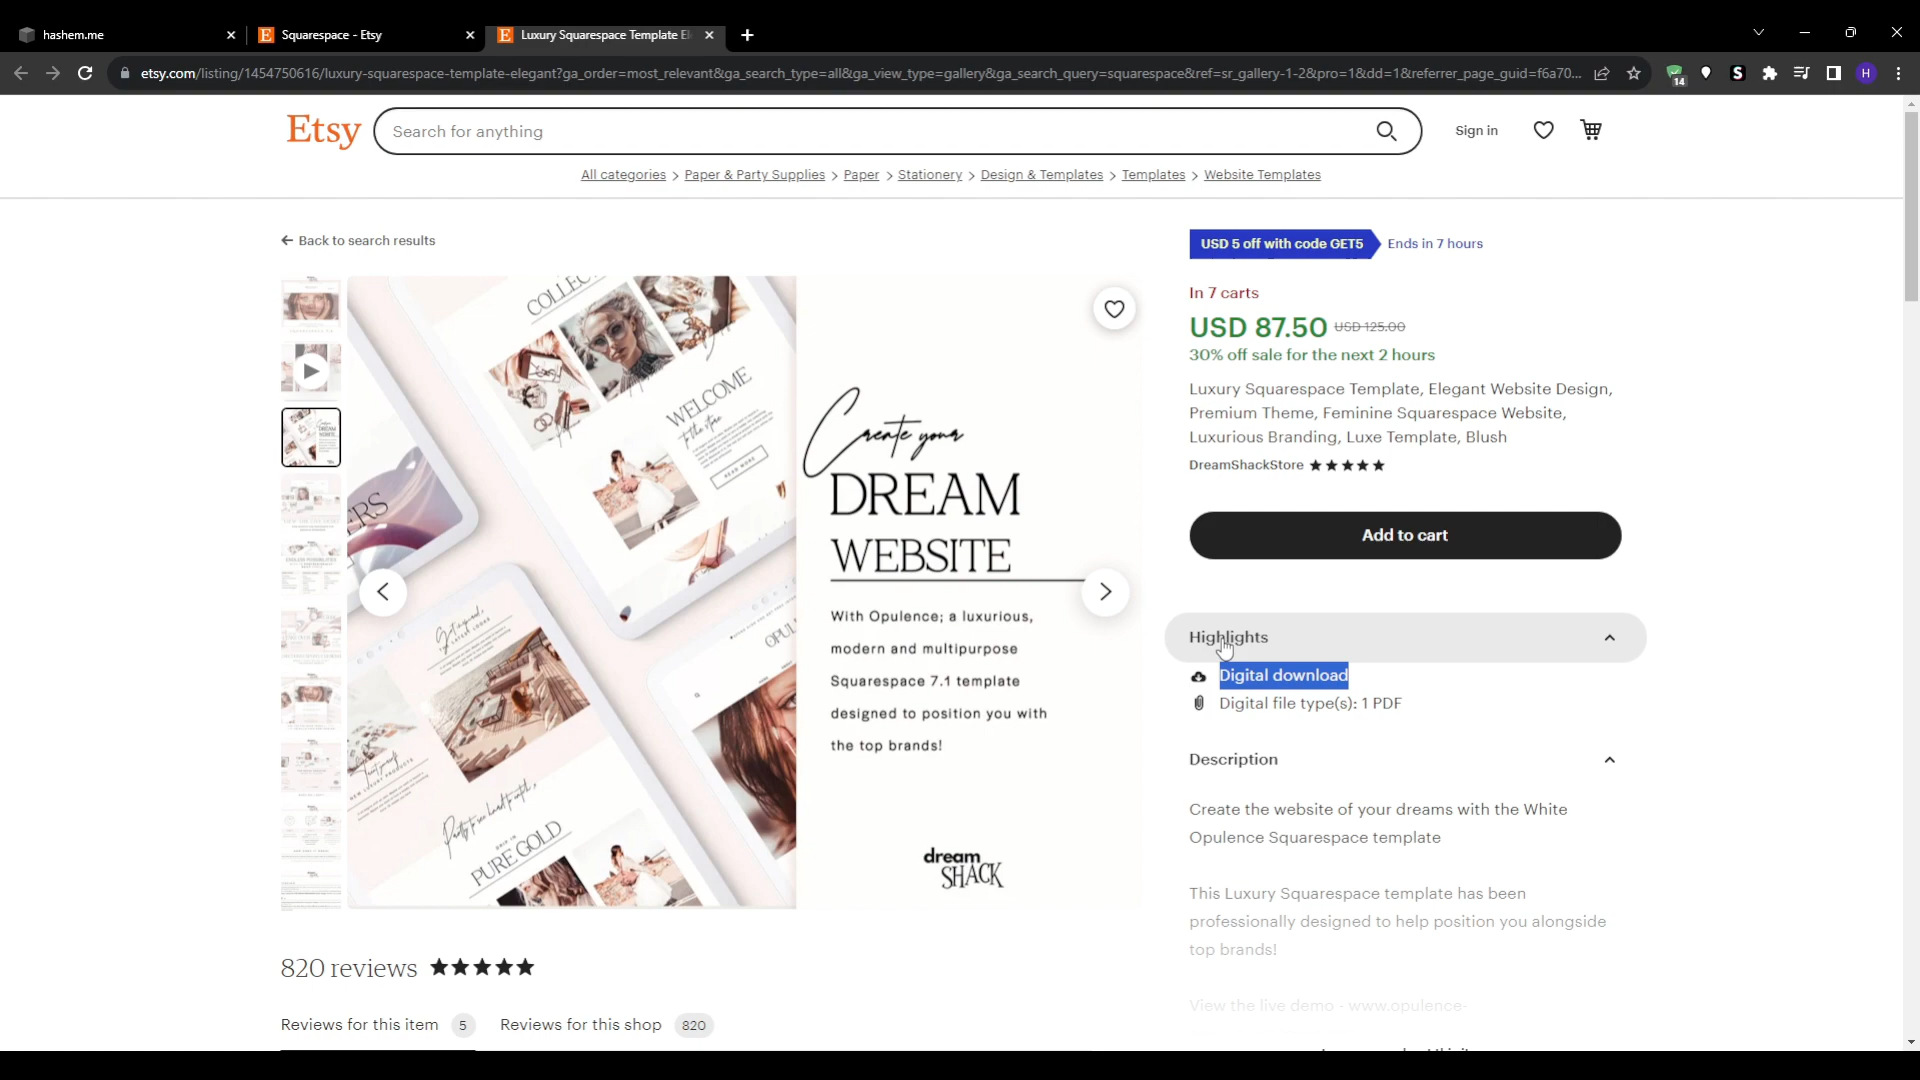 hashem.me
Squarespace - Etsy
Luxury Squarespace Template El
etsy.com/listing/1454750616/luxury-squarespace-template-elegant?ga_order=most_relevant&ga_search_type=all&ga_view_type=gallery&ga_search_query=squarespace&ref=sr_gallery-1-2&pro=1&dd=1&referrer_page_guid=f6a70...
14
S
H
Etsy
Search for anything
Sign in
All categories > Paper & Party Supplies > Paper > Stationery > Design & Templates > Templates > Website Templates
Back to search results
USD 5 off with code GET5
Ends in 7 hours
In 7 carts
USD 87.50 USD 125.00
30% off sale for the next 2 hours
Luxury Squarespace Template, Elegant Website Design,
Premium Theme, Feminine Squarespace Website,
Luxurious Branding, Luxe Template, Blush
DreamShackStore
Add to cart
Highlights
Digital download
Digital file type(s): 1 PDF
Description
Create the website of your dreams with the White
Opulence Squarespace template
This Luxury Squarespace template has been
professionally designed to help position you alongside
top brands!
View the live demo - www.opulence-
WELCOME
to the store
READ MORE
PURE GOLD
Create your
DREAM
WEBSITE
With Opulence; a luxurious,
modern and multipurpose
Squarespace 7.1 template
designed to position you with
the top brands!
dream
SHACK
820 reviews
Reviews for this item 5
Reviews for this shop 820